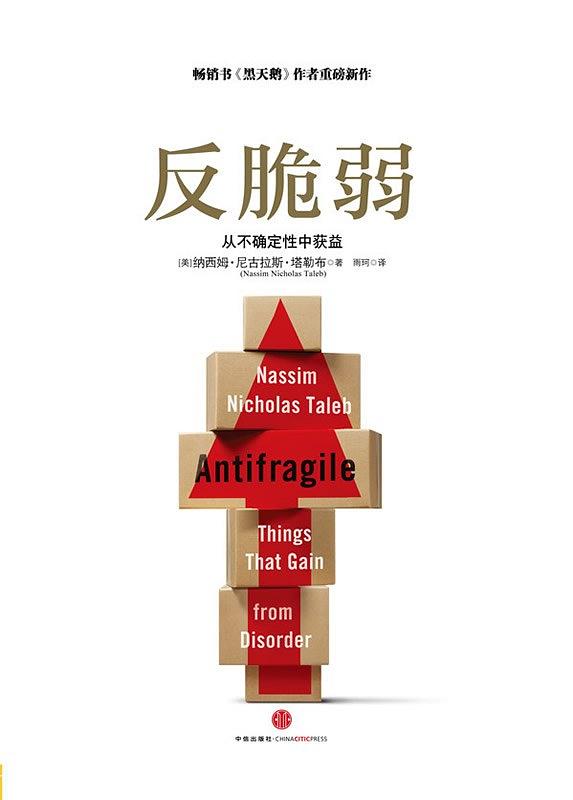 畅销书《黑天鹅》作者重磅新作
反脆弱
从不确定性中获益
[美]纳西姆·尼古拉斯·塔勒布◎著 雨珂◎译
(Nassim Nicholas Taleb)
Nassim
Nicholas Taleb
Antifragile
Things
That Gain
from
Disorder
中信出版社·CHINACITICPRESS